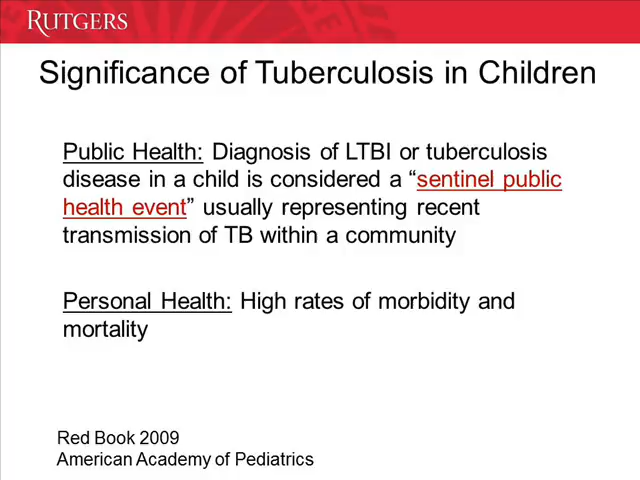 RUTGERS
Significance of Tuberculosis in Children
Public Health: Diagnosis of LTBI or tuberculosis
disease in a child is considered a “sentinel public
health event” usually representing recent
transmission of TB within a community
Personal Health: High rates of morbidity and
mortality
Red Book 2009
American Academy of Pediatrics